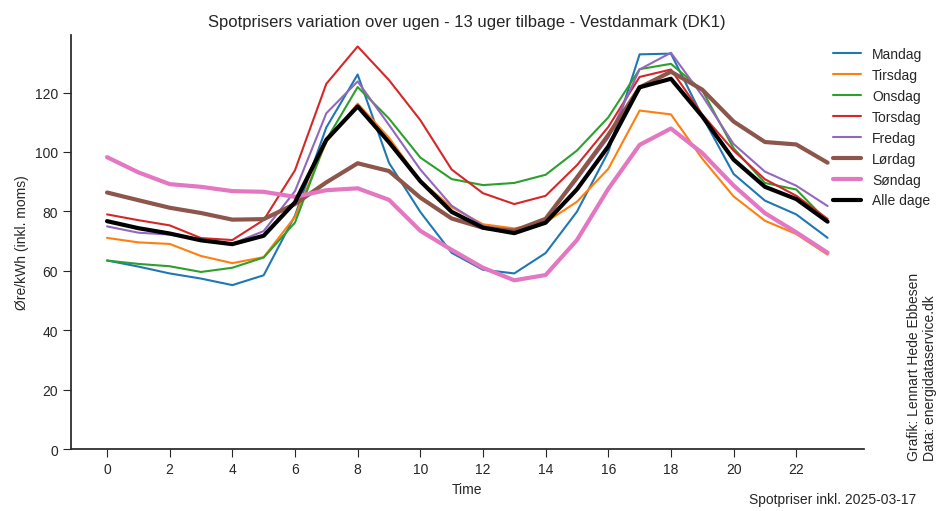 Spotprisers variation over ugen - 13 uger tilbage - Vestdanmark (DK1)
Øre/kWh (inkl. moms)
120
100
80
60
40
20
0
0 2 4 6 8 10 12 14 16 18 20 22
Time
Mandag
Tirsdag
Onsdag
Torsdag
Fredag
Lørdag
Søndag
Alle dage
Grafik: Lennart Hede Ebbesen
Data: energidataservice.dk
Spotpriser inkl. 2025-03-17